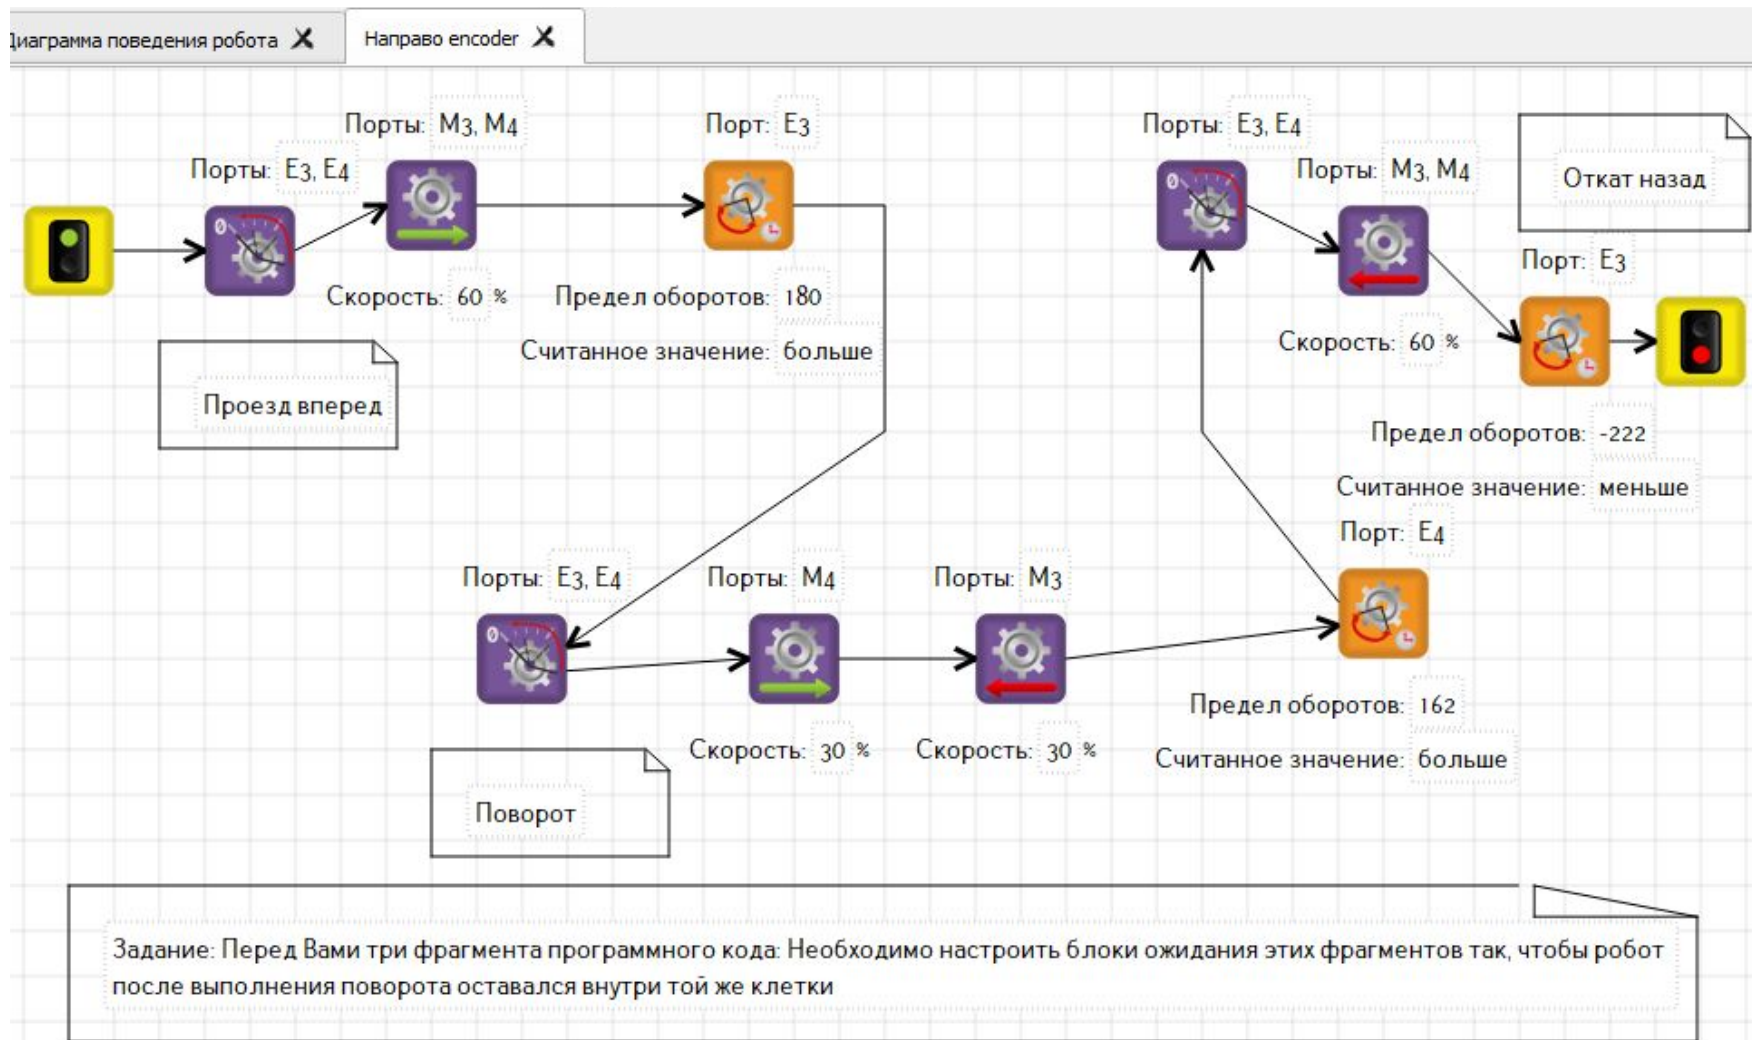 Диаграмма поведения робота
Направо encoder
Порты: M3, M4
Порт: E3
Порты: E3, E4
Порты: E3, E4
Порты: M3, M4
Откат назад
0
0
Порт: E3
Скорость: 60 %
Предел оборотов: 180
Считанное значение: больше
Скорость: 60 %
Проезд вперед
Предел оборотов: -222
Считанное значение: меньше
Порт: E4
Порты: E3, E4
Порты: M4
Порты: M3
0
Предел оборотов: 162
Скорость: 30 %
Скорость: 30 %
Считанное значение: больше
Поворот
Задание: Перед Вами три фрагмента программного кода: Необходимо настроить блоки ожидания этих фрагментов так, чтобы робот
после выполнения поворота оставался внутри той же клетки